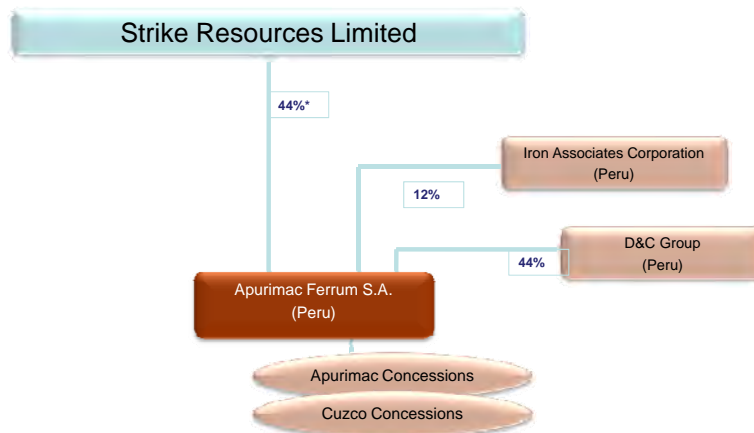 Strike Resources Limited
44%*
Iron Associates Corporation
(Peru)
12%
D&C Group
(Peru)
44%
Apurimac Ferrum S.A.
(Peru)
Apurimac Concessions
Cuzco Concessions